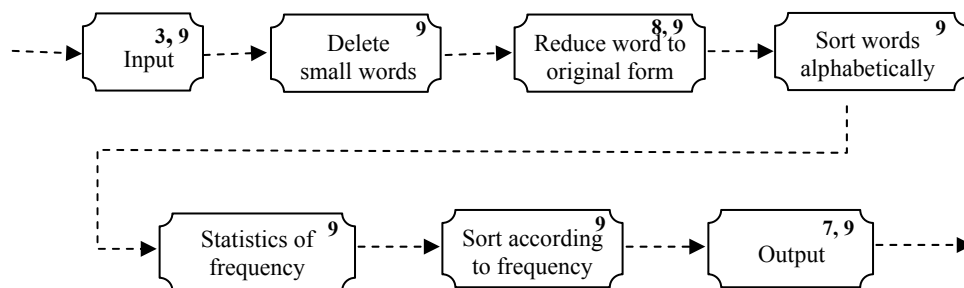 3, 9
Input
9
Delete
small words
8, 9
Reduce word to
original form
9
Sort words
alphabetically
9
Statistics of
frequency
9
Sort according
to frequency
7, 9
Output